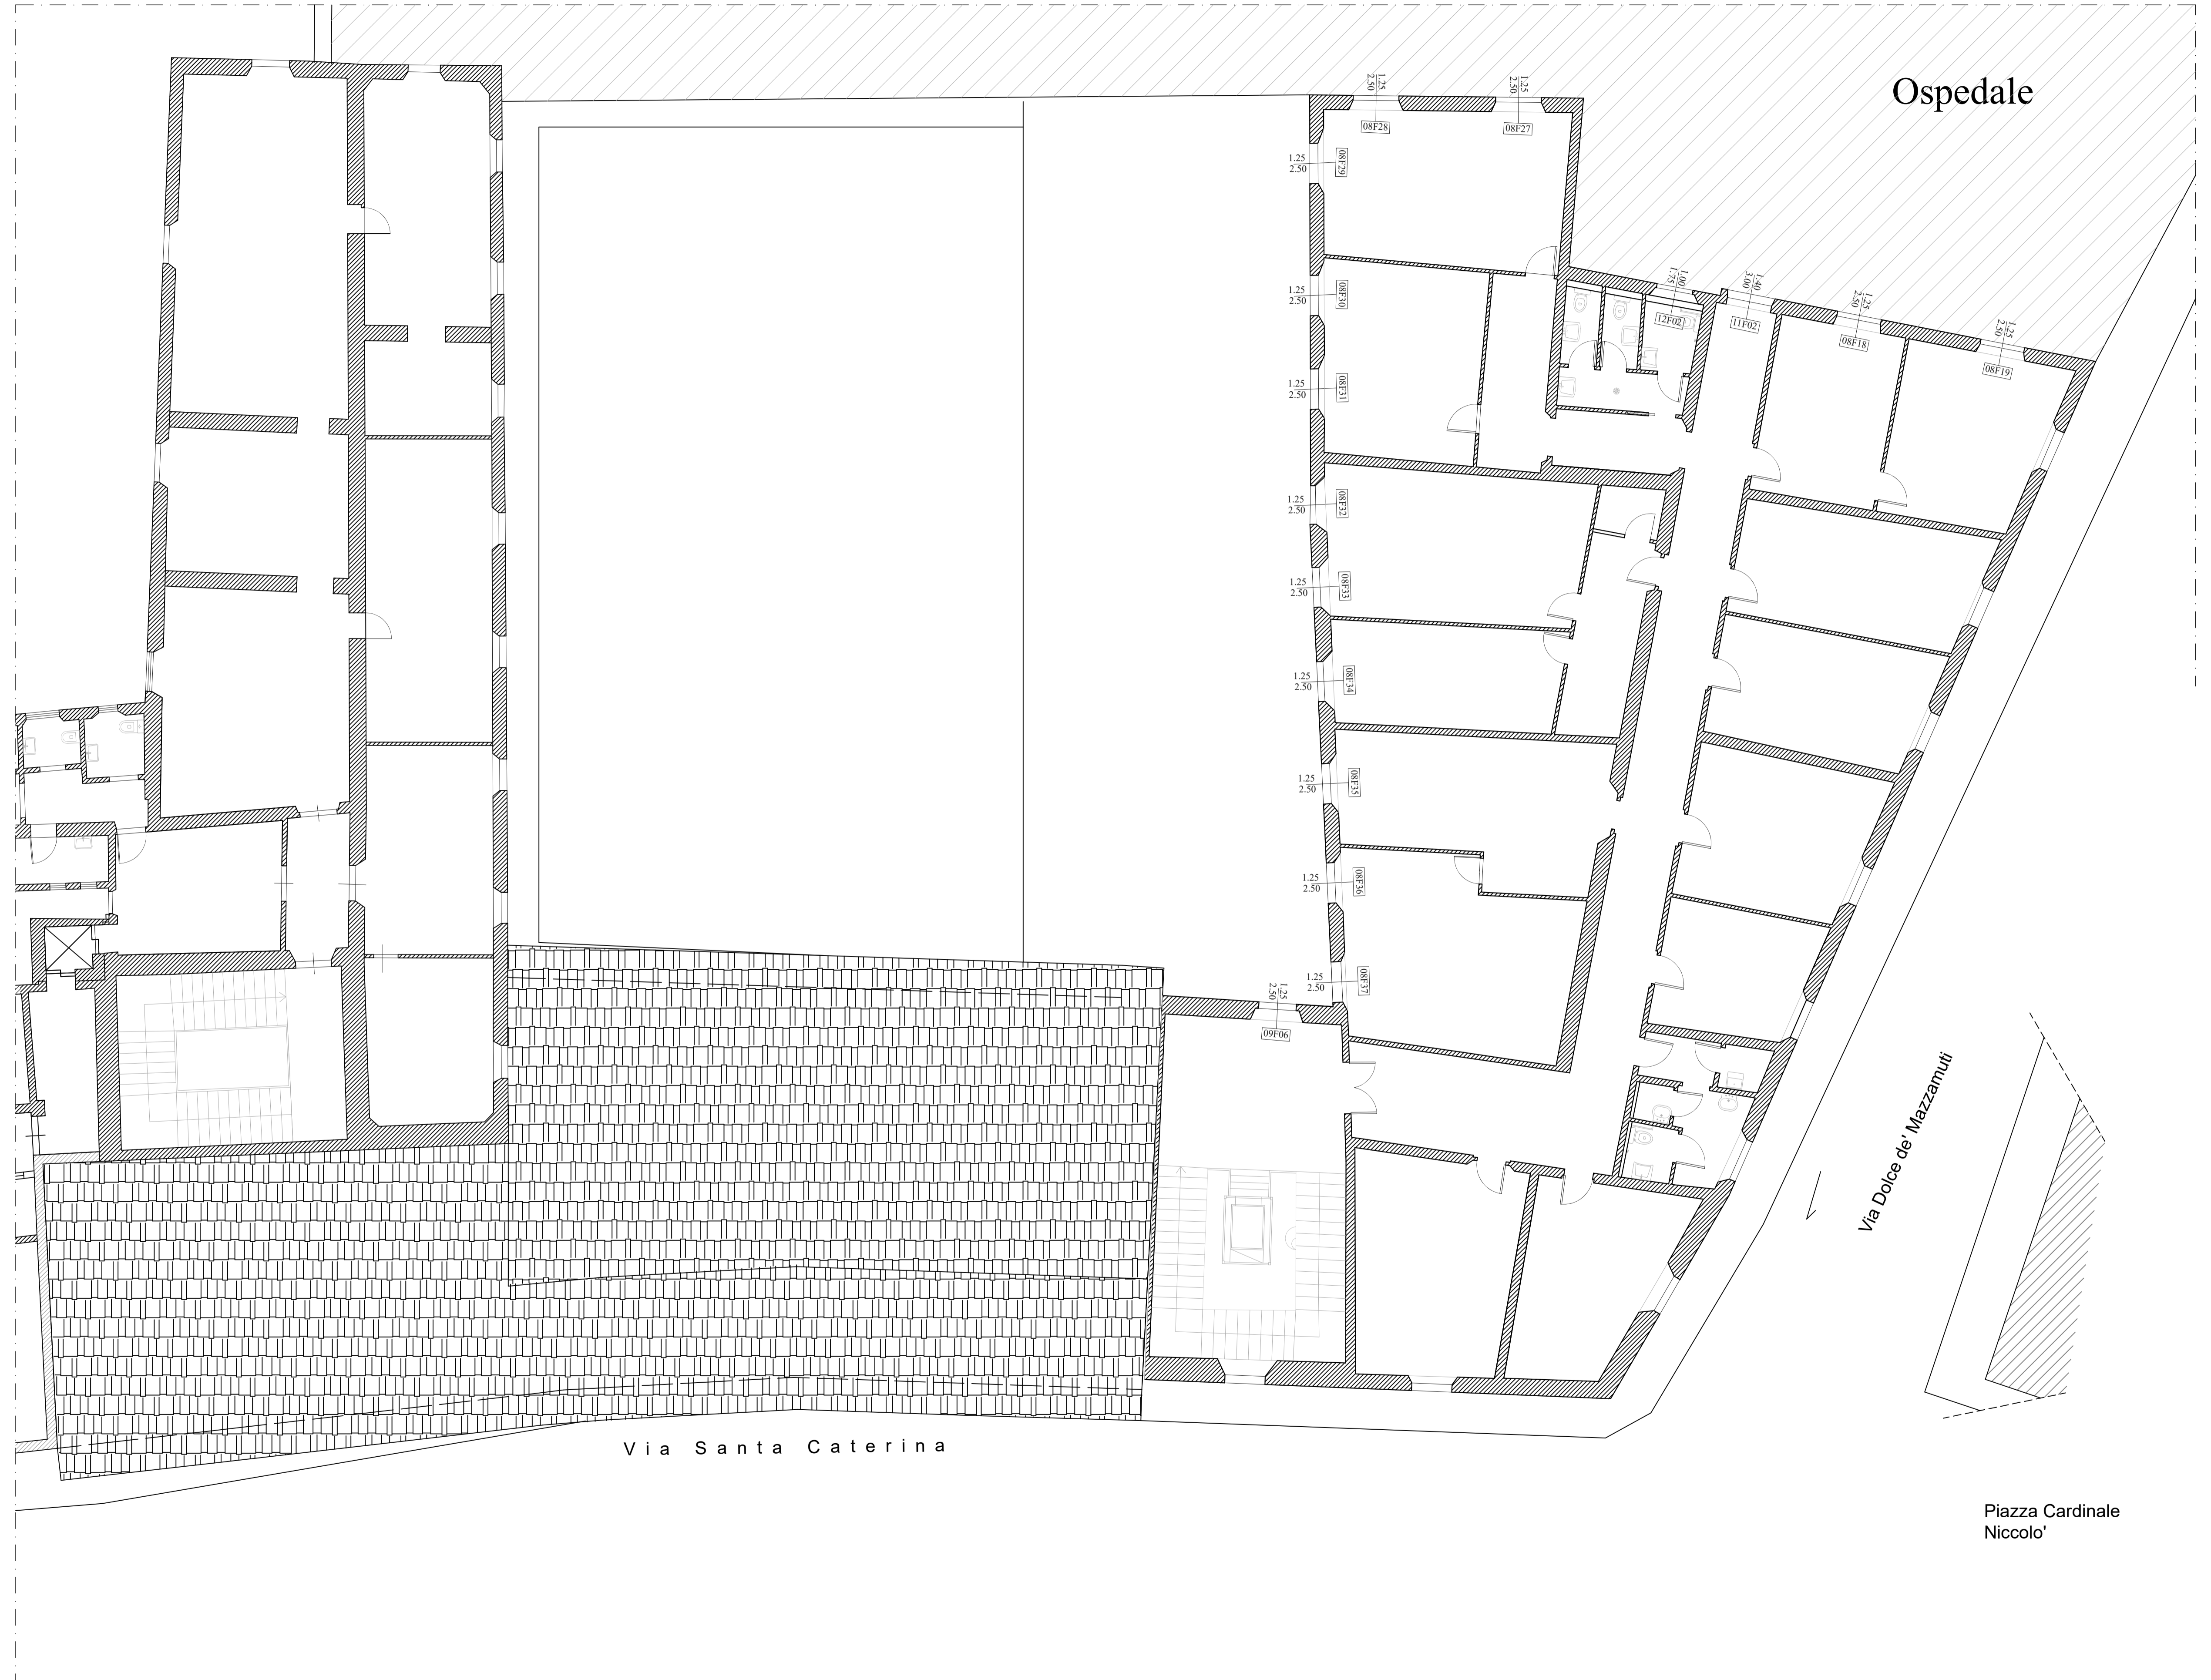 Ospedale
1.25
2.50
08F28
1.25
2.50
08F27
1.25
2.50
08F29
1.25
2.50
08F30
1.00
1.75
12F02
1.40
3.00
11F02
1.25
2.50
08F18
1.25
2.50
08F19
1.25
2.50
08F31
1.25
2.50
08F32
1.25
2.50
08F33
1.25
2.50
08F34
1.25
2.50
08F35
1.25
2.50
08F36
1.25
2.50
08F37
1.25
2.50
09F06
Via Dolce de' Mazzamuti
Via Santa Caterina
Piazza Cardinale
Niccolo'